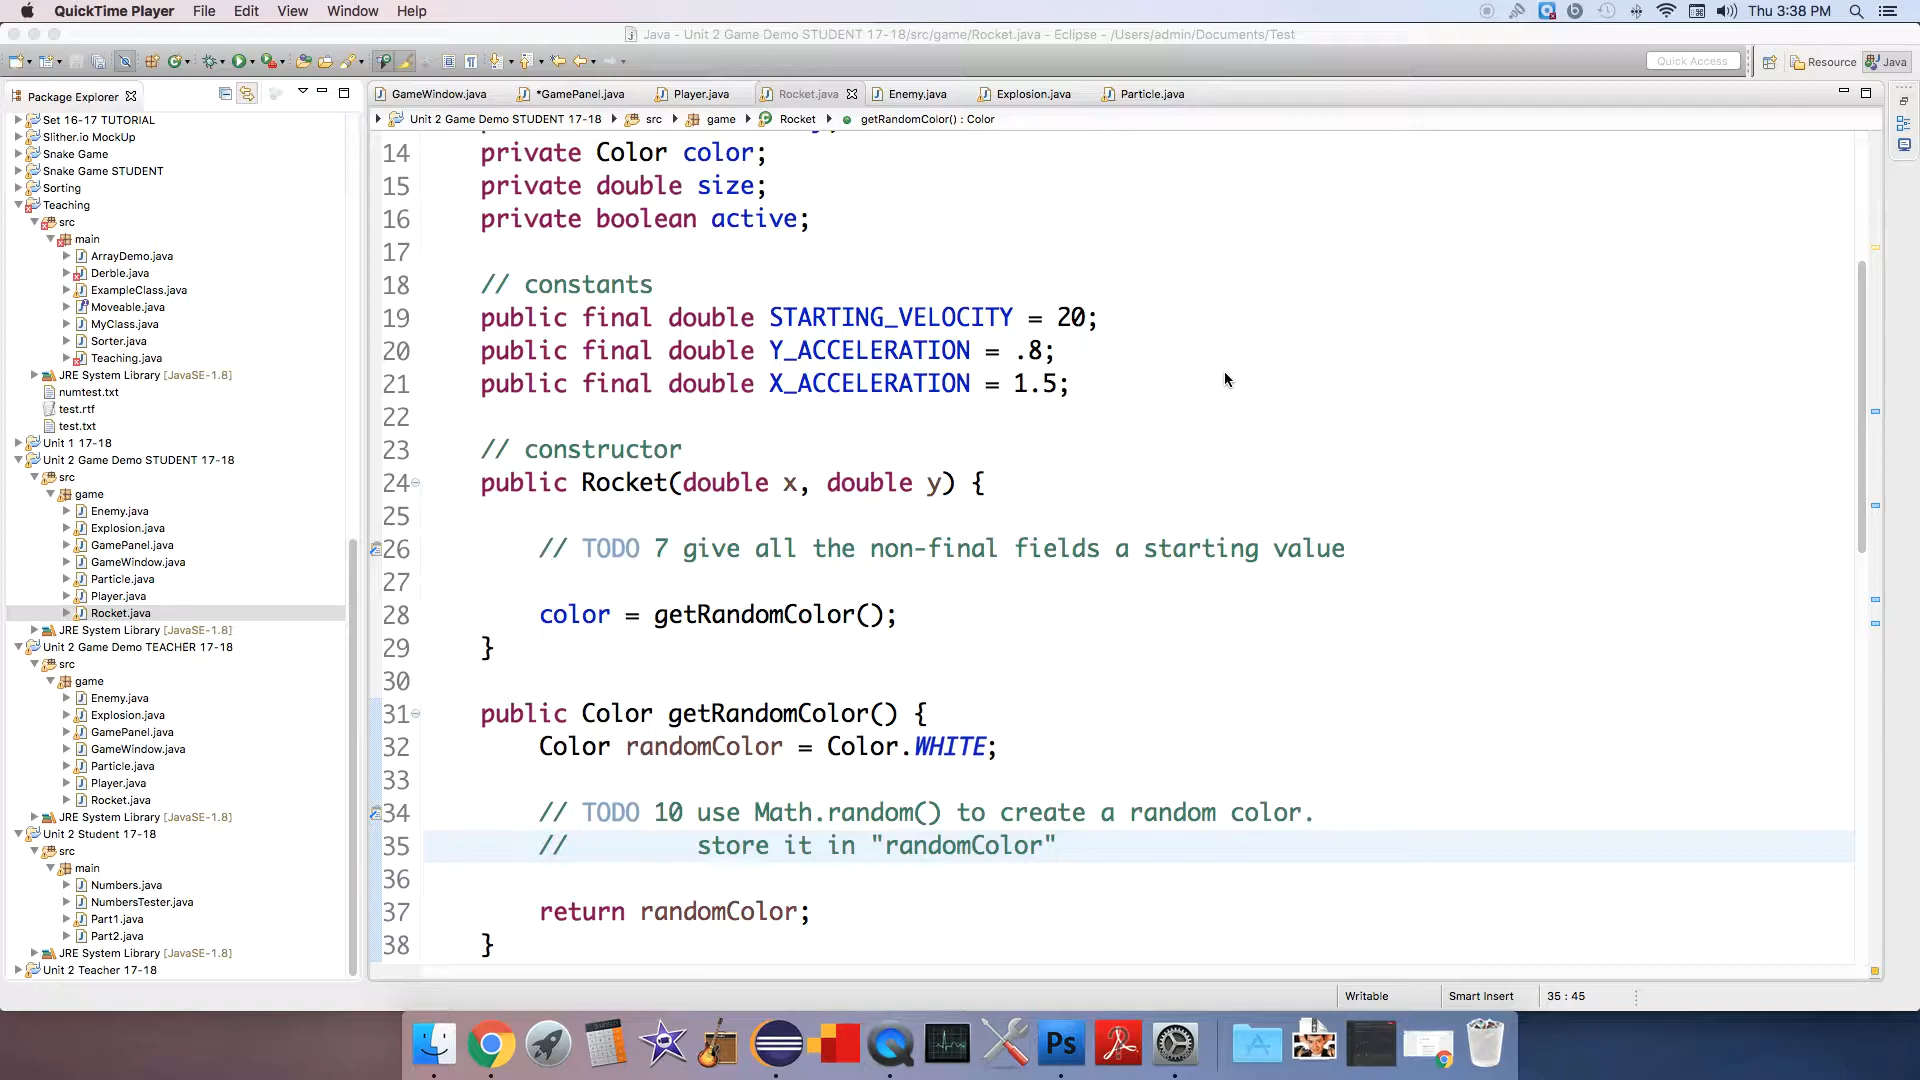 QuickTime Player File Edit View Window Help Thu 3:38 PM
Java - Unit 2 Game Demo STUDENT 17-18/src/game/Rocket.java - Eclipse - /Users/admin/Documents/Test
Quick Access Resource Java
Package Explorer
GameWindow.java *GamePanel.java Player.java Rocket.java Enemy.java Explosion.java Particle.java
Unit 2 Game Demo STUDENT 17-18 src game Rocket getRandomColor() : Color
Set 16-17 TUTORIAL
Slither.io MockUp
Snake Game
Snake Game STUDENT
Sorting
Teaching
src
main
ArrayDemo.java
Derble.java
ExampleClass.java
Moveable.java
MyClass.java
Sorter.java
Teaching.java
JRE System Library [JavaSE-1.8]
numtest.txt
test.rtf
test.txt
Unit 1 17-18
Unit 2 Game Demo STUDENT 17-18
src
game
Enemy.java
Explosion.java
GamePanel.java
GameWindow.java
Particle.java
Player.java
Rocket.java
JRE System Library [JavaSE-1.8]
Unit 2 Game Demo TEACHER 17-18
src
game
Enemy.java
Explosion.java
GamePanel.java
GameWindow.java
Particle.java
Player.java
Rocket.java
JRE System Library [JavaSE-1.8]
Unit 2 Student 17-18
src
main
Numbers.java
NumbersTester.java
Part1.java
Part2.java
JRE System Library [JavaSE-1.8]
Unit 2 Teacher 17-18
14 private Color color;
15 private double size;
16 private boolean active;
17
18 // constants
19 public final double STARTING_VELOCITY = 20;
20 public final double Y_ACCELERATION = .8;
21 public final double X_ACCELERATION = 1.5;
22
23 // constructor
24 public Rocket(double x, double y) {
25
26 // TODO 7 give all the non-final fields a starting value
27
28 color = getRandomColor();
29 }
30
31 public Color getRandomColor() {
32 Color randomColor = Color.WHITE;
33
34 // TODO 10 use Math.random() to create a random color.
35 // store it in "randomColor"
36
37 return randomColor;
38 }
Writable Smart Insert 35 : 45
Ps